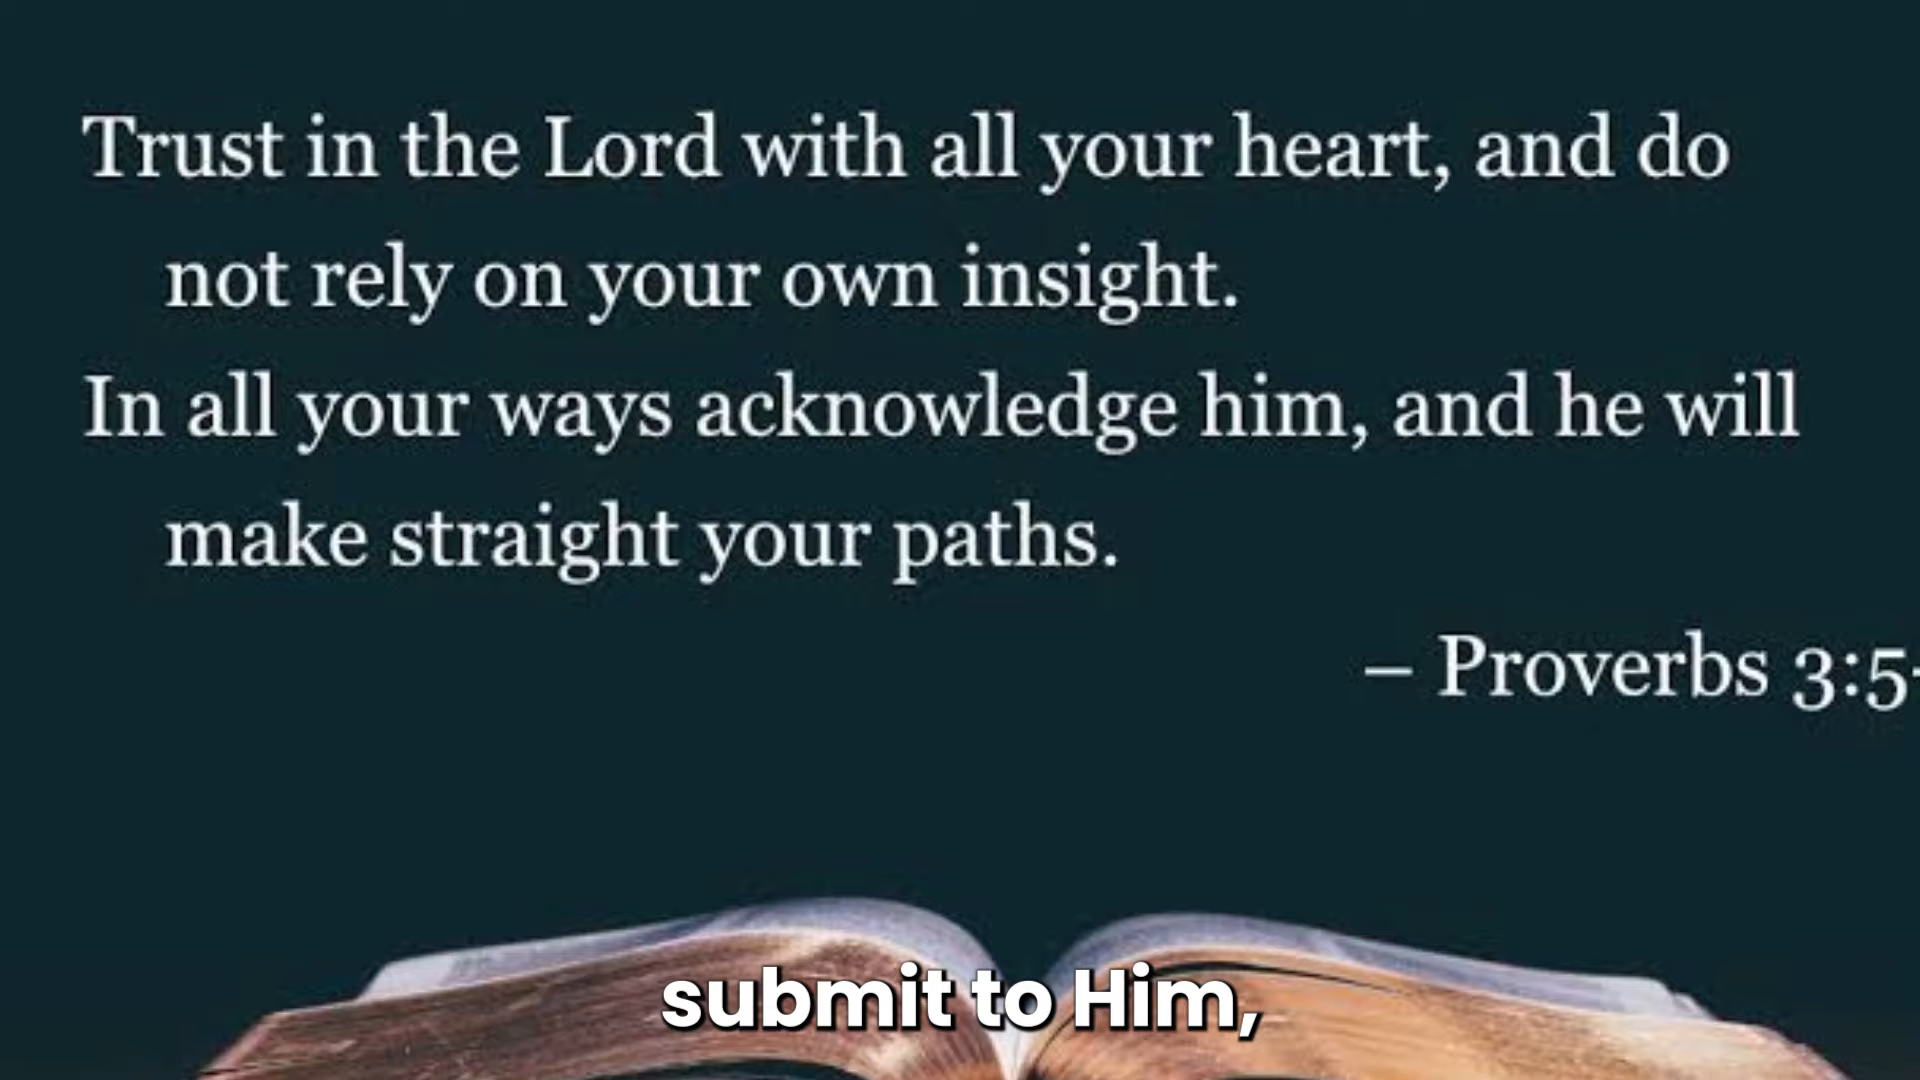 Trust in the Lord with all your heart, and do
not rely on your own insight.
In all your ways acknowledge him, and he will
make straight your paths.
– Proverbs 3:5-
submit to Him,